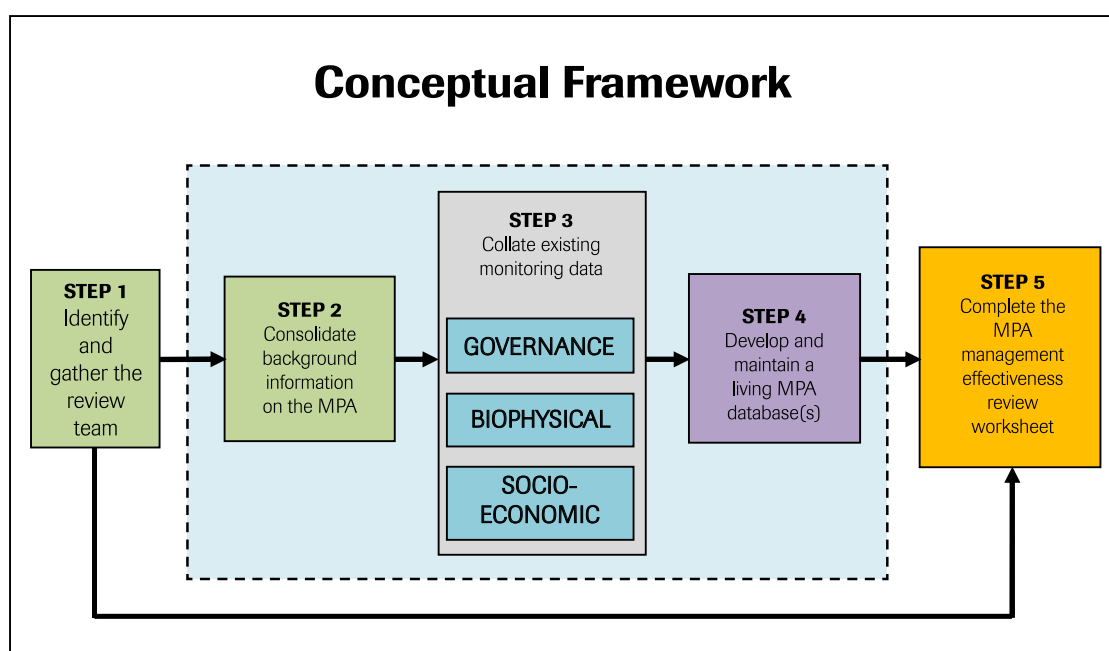 Conceptual Framework
STEP 1
Identify
and
gather the
review
team
STEP 2
Consolidate
background
information
on the MPA
STEP 3
Collate existing
monitoring data
GOVERNANCE
BIOPHYSICAL
SOCIO-
ECONOMIC
STEP 4
Develop and
maintain a
living MPA
database(s)
STEP 5
Complete the
MPA
management
effectiveness
review
worksheet